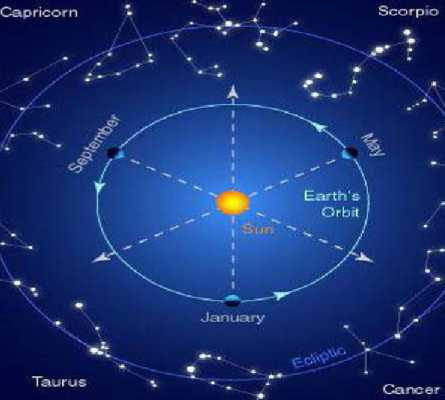 Capricorn
Scorpio
September
May
Earth's
Orbit
Sun
January
Ecliptic
Taurus
Cancer